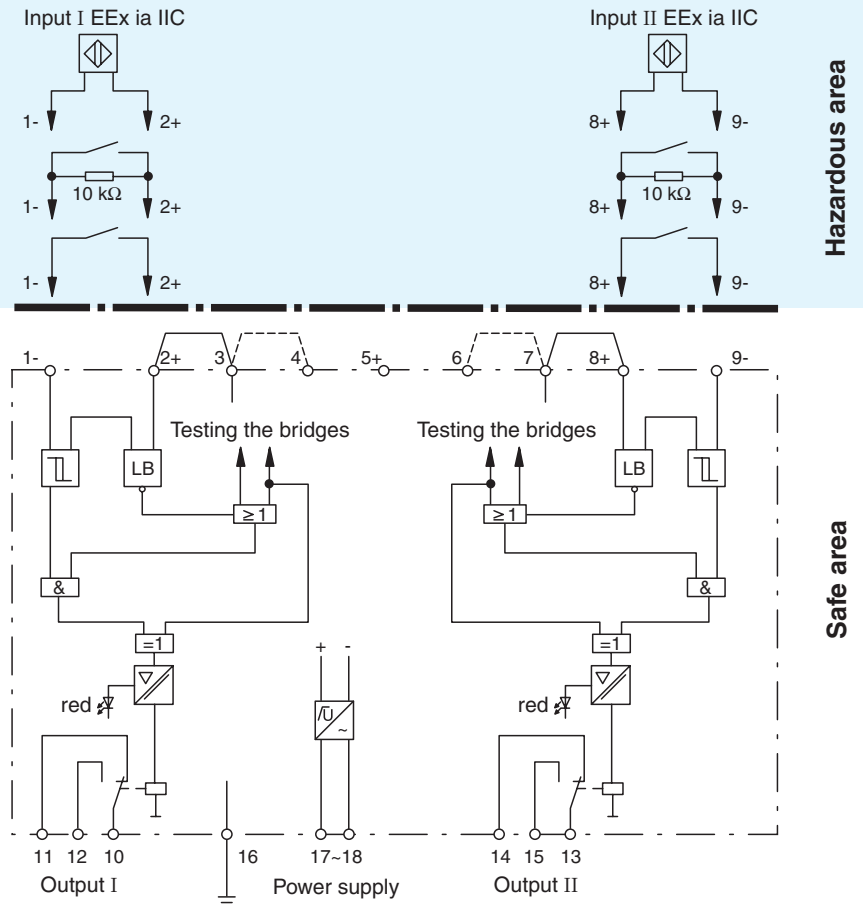 Input I EEx ia IIC
Input II EEx ia IIC
Hazardous area
1-
2+
8+
9-
10 kΩ
10 kΩ
1-
2+
8+
9-
1-
2+
8+
9-
1-
2+
3
4
5+
6
7
8+
9-
Testing the bridges
Testing the bridges
LB
LB
≥ 1
≥ 1
&
&
=1
=1
+
-
red
red
U
~
Safe area
11
12
10
16
17~18
14
15
13
Output I
Power supply
Output II